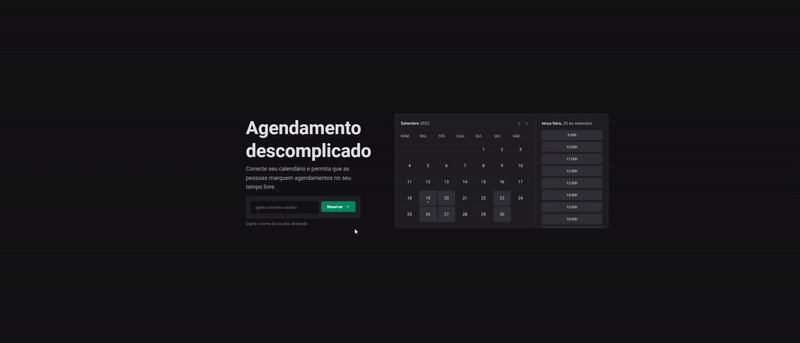 Agendamento
descomplicado
Conecte seu calendário e permita que as
pessoas marquem agendamentos no seu
tempo livre.
ignite.com/seu-usuário
Reservar →
Digite o nome do usuário desejado
Setembro 2022
< >
DOM. SEG. TER. QUA. QUI. SEX. SÁB.
1 2 3
4 5 6 7 8 9 10
11 12 13 14 15 16 17
18 19 20 21 22 23 24
25 26 27 28 29 30
terça-feira, 20 de setembro
9:00h
10:00h
11:00h
12:00h
13:00h
14:00h
15:00h
16:00h